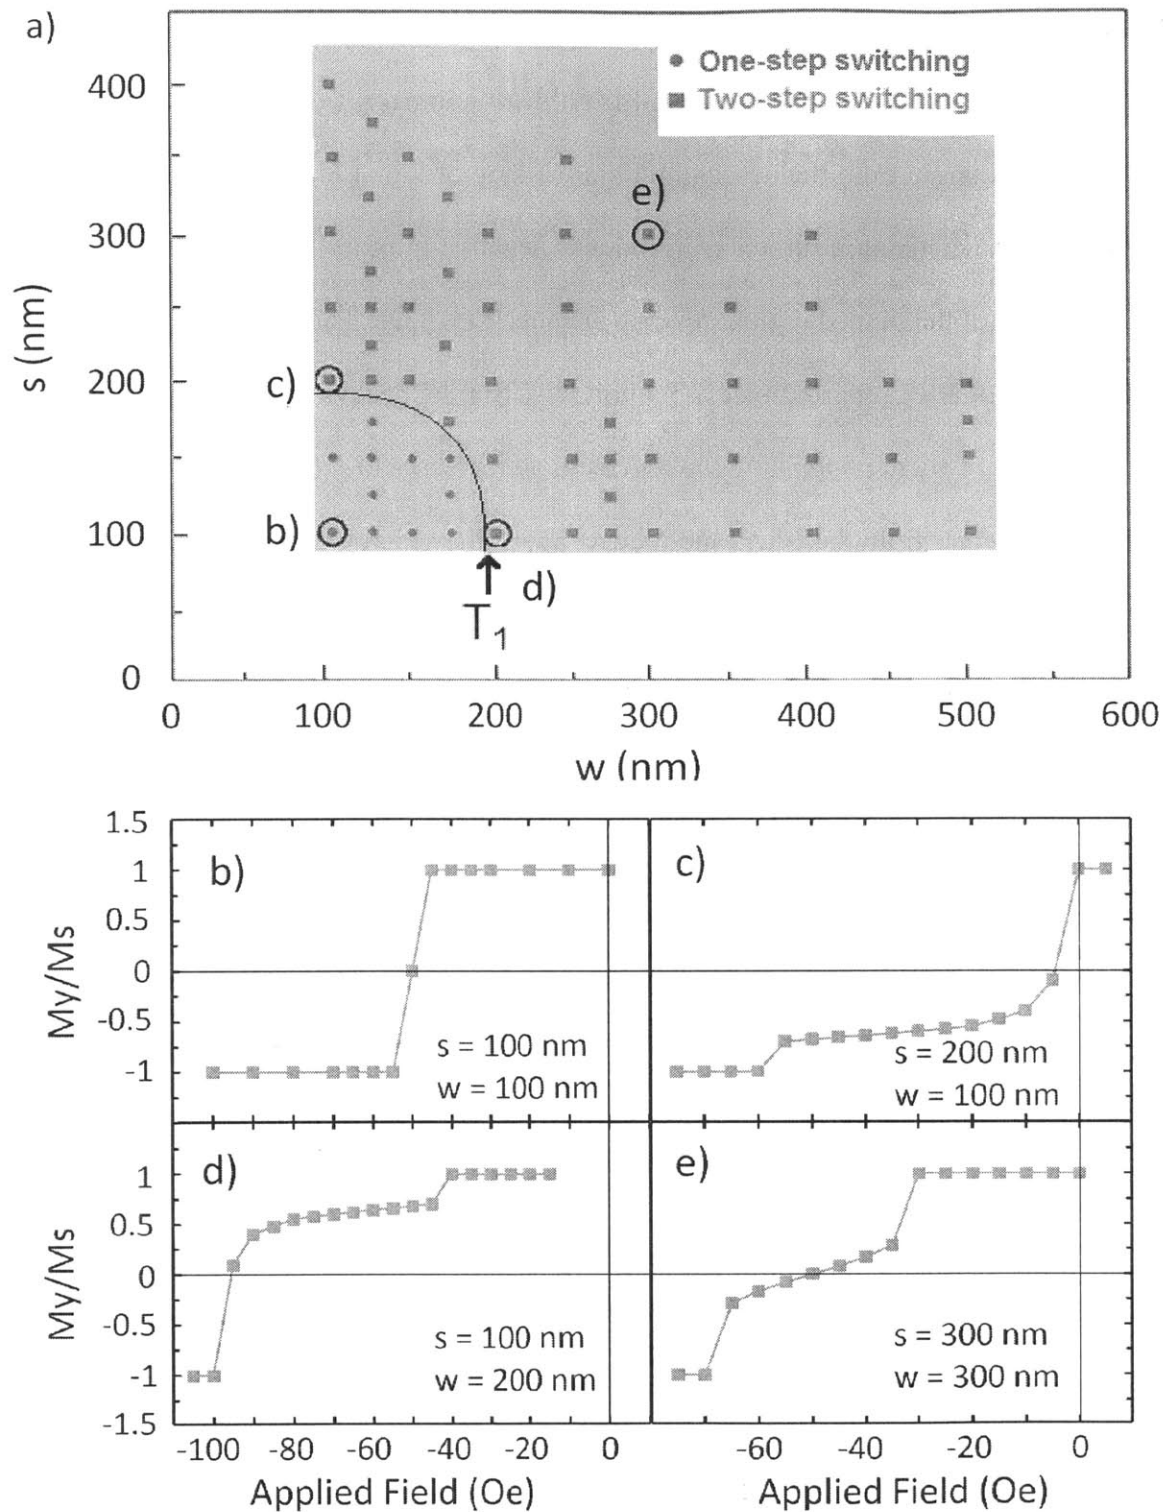 a)
One-step switching
Two-step switching
400
300
200
100
0
s (nm)
e)
c)
b)
d)
T1
0 100 200 300 400 500 600
w (nm)
1.5
1
0.5
0
-0.5
-1
My/Ms
b)
s = 100 nm
w = 100 nm
c)
s = 200 nm
w = 100 nm
1
0.5
0
-0.5
-1
-1.5
My/Ms
d)
s = 100 nm
w = 200 nm
e)
s = 300 nm
w = 300 nm
-100 -80 -60 -40 -20 0
-60 -40 -20 0
Applied Field (Oe)
Applied Field (Oe)